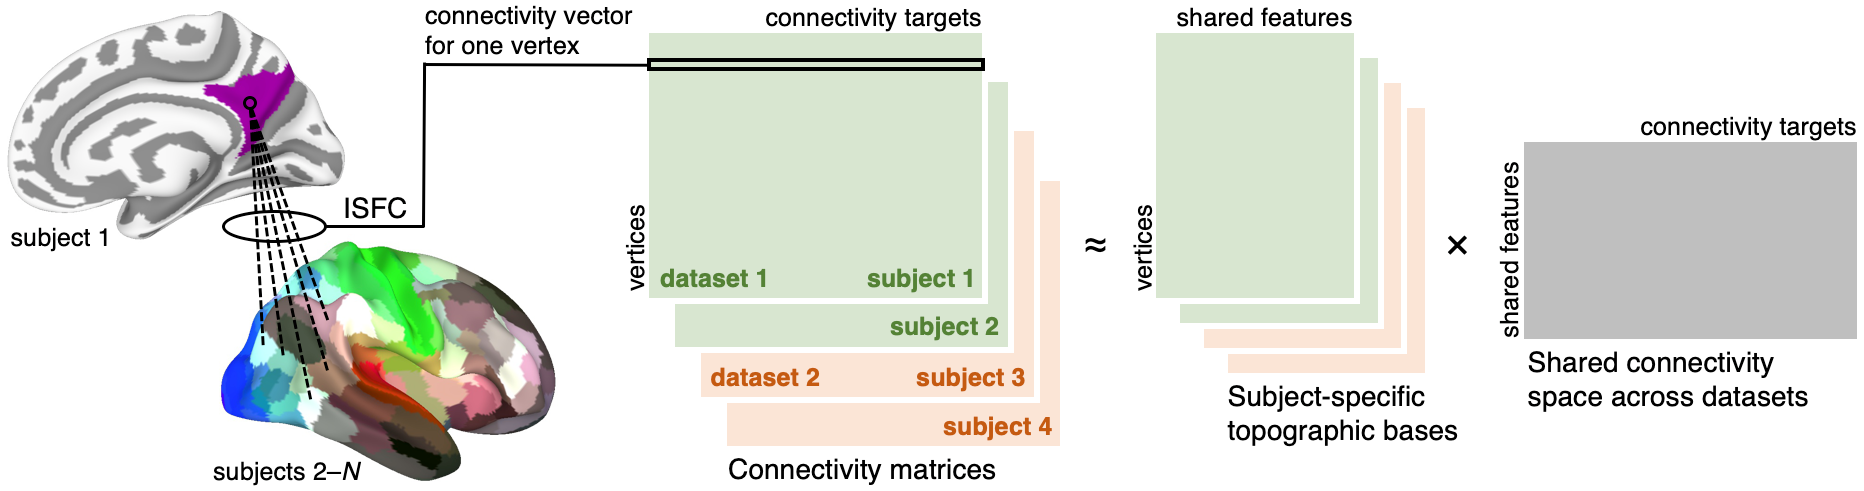 connectivity vector
for one vertex
ISFC
subject 1
subjects 2–N
connectivity targets
vertices
dataset 1 subject 1
subject 2
dataset 2 subject 3
subject 4
Connectivity matrices
≈
shared features
vertices
Subject-specific
topographic bases
×
connectivity targets
shared features
Shared connectivity
space across datasets